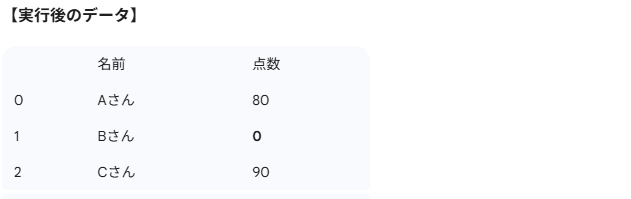 【実行後のデータ】
名前 点数
0 Aさん 80
1 Bさん 0
2 Cさん 90